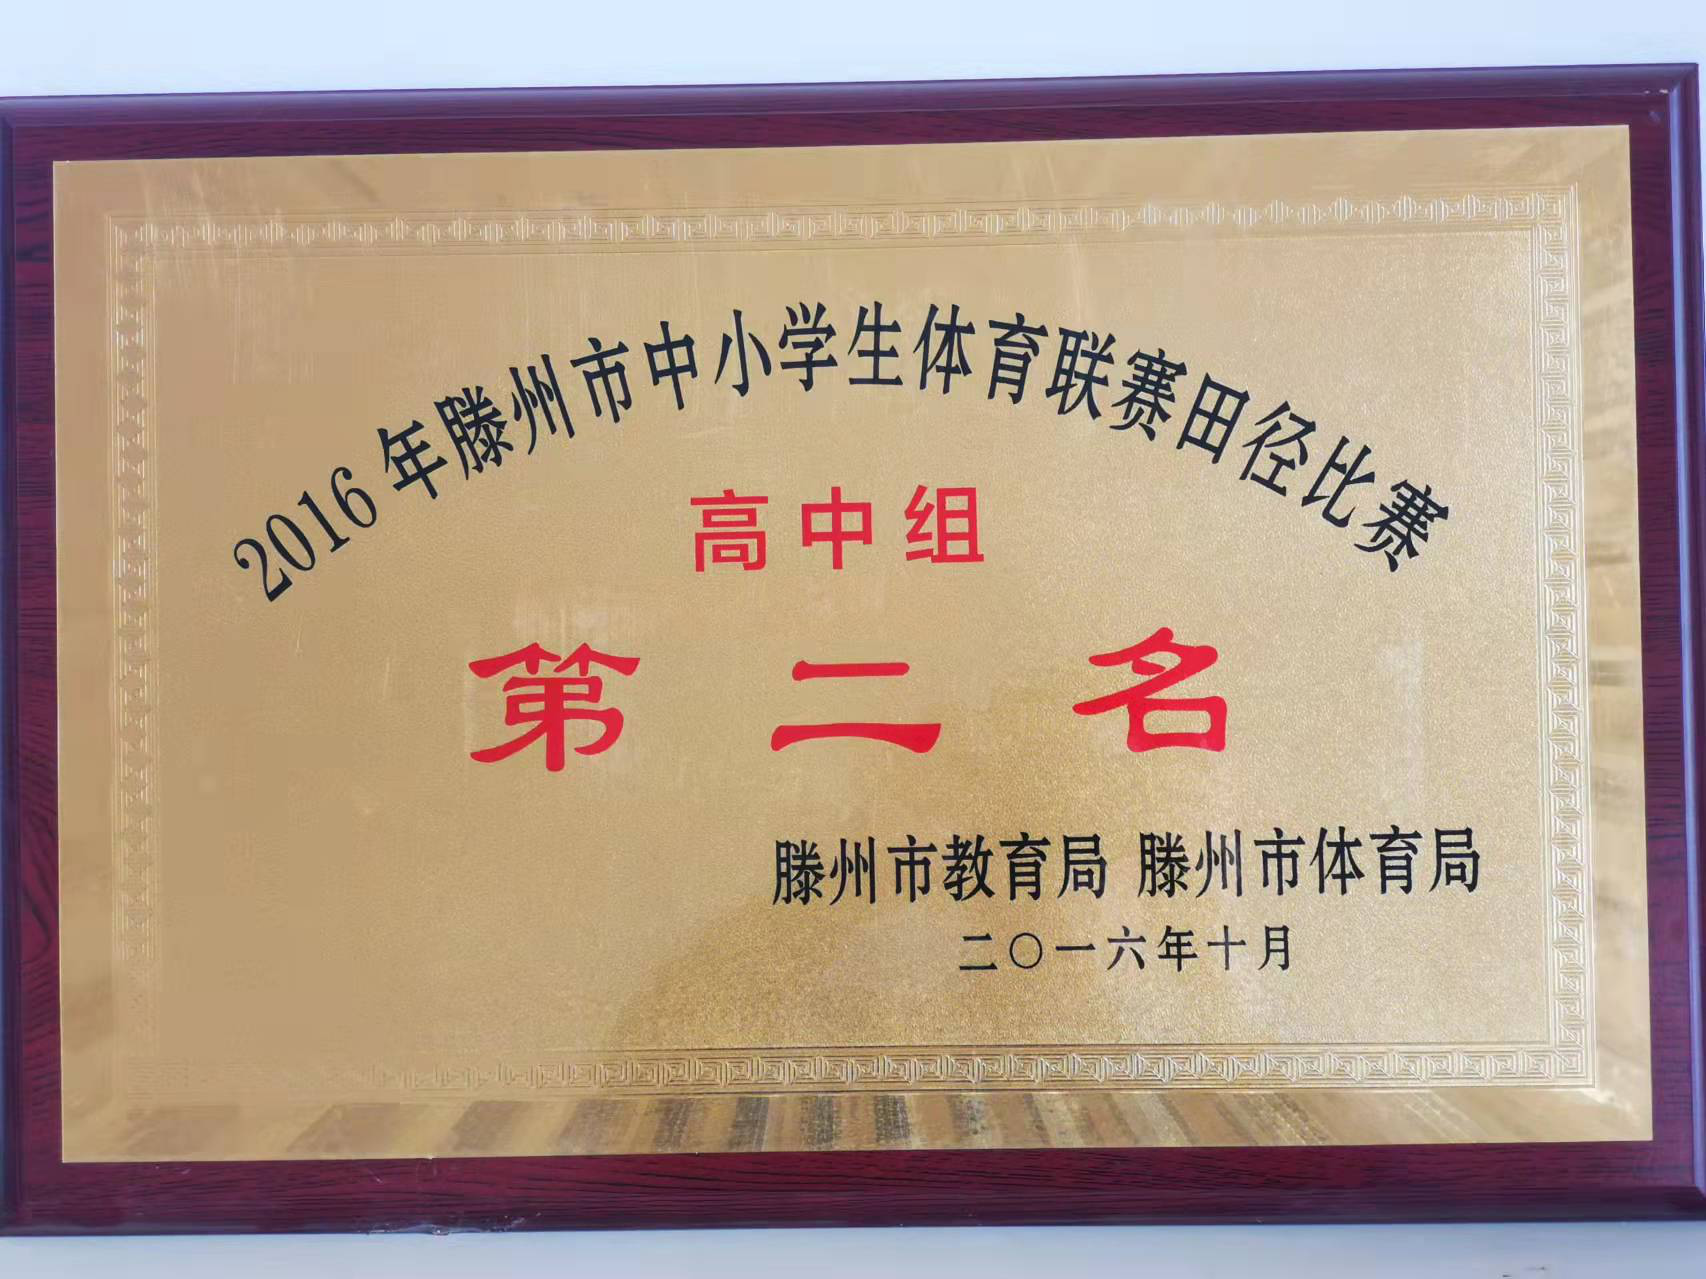 2016年滕州市中小学生体育联赛田径比赛
高中组
第二名
滕州市教育局 滕州市体育局
二〇一六年十月